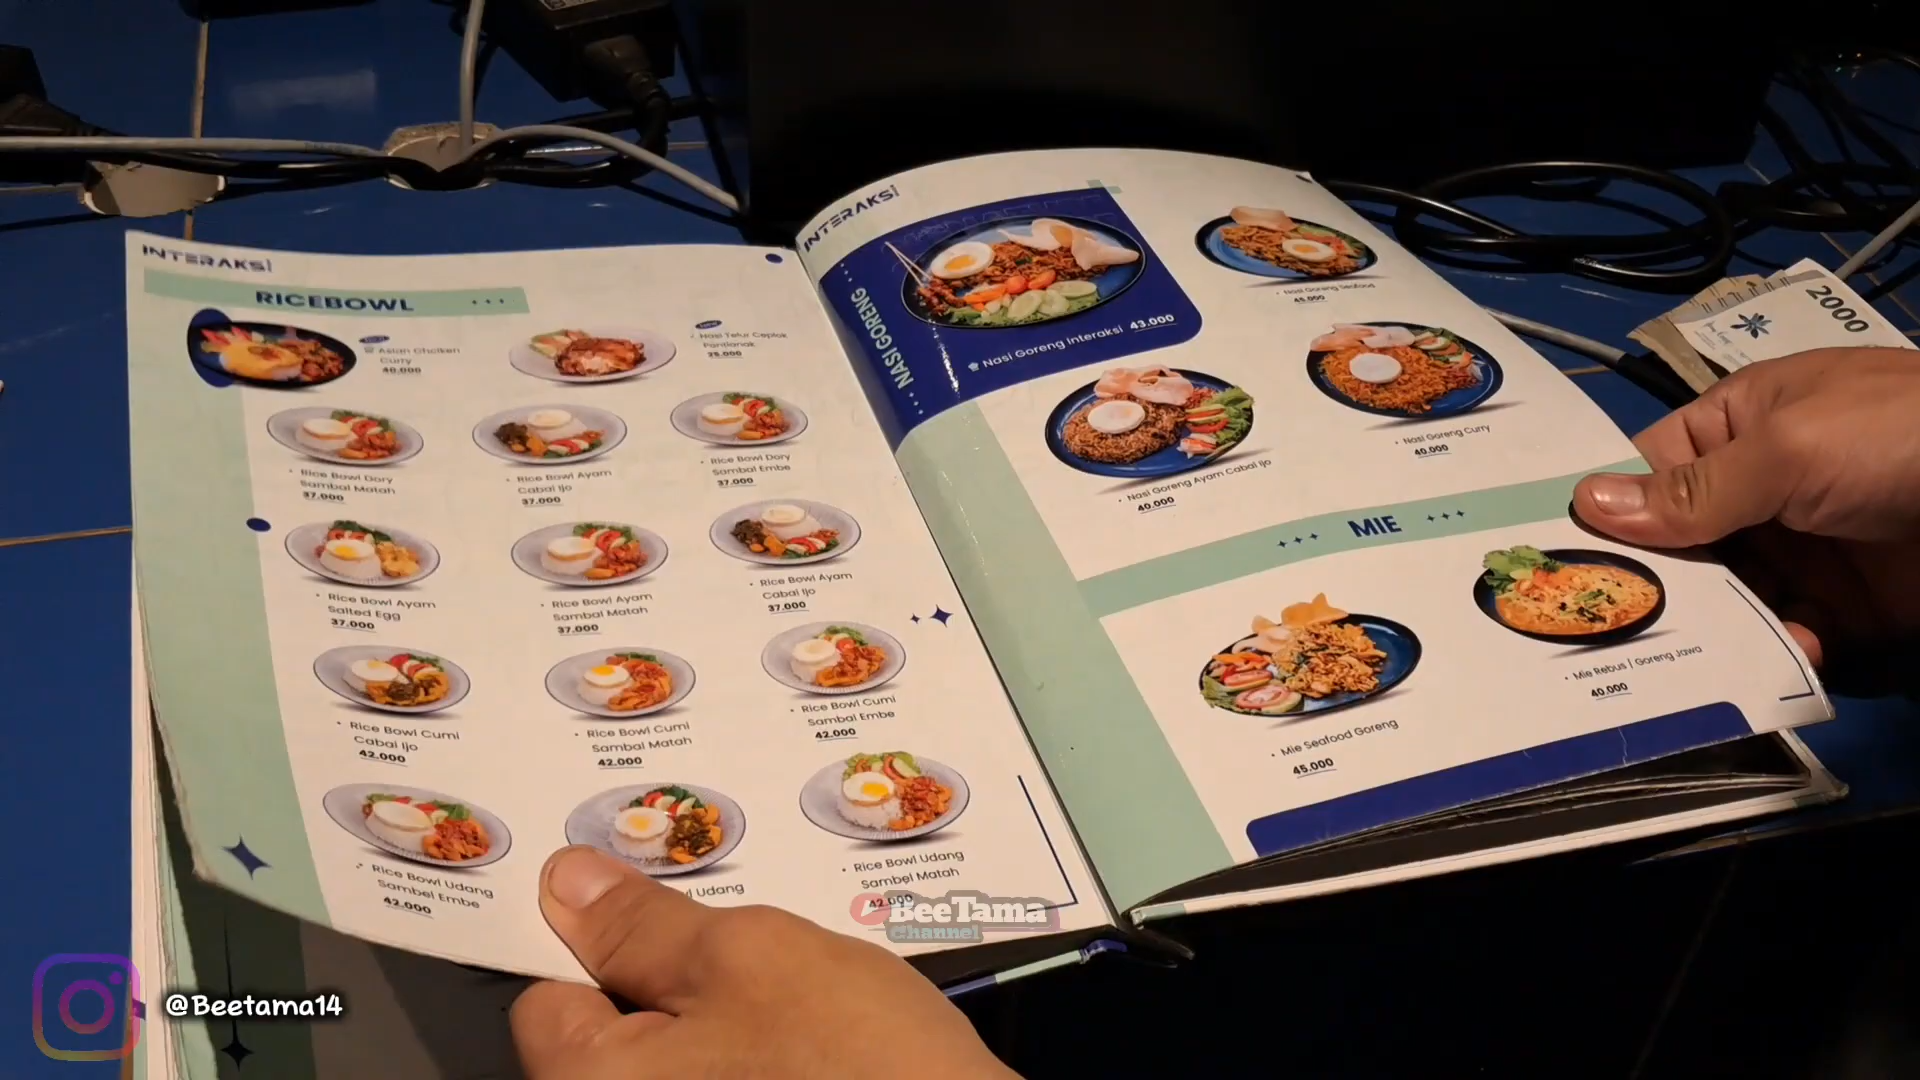 INTERAKSI
RICEBOWL
New
Asian Chciken
Curry
40.000
New
Nasi Telur Ceplok
Pontianak
25.000
• Rice Bowl Dory
Sambal Matah
37.000
• Rice Bowl Ayam
Cabai Ijo
37.000
• Rice Bowl Dory
Sambal Embe
37.000
• Rice Bowl Ayam
Salted Egg
37.000
• Rice Bowl Ayam
Sambal Matah
37.000
• Rice Bowl Ayam
Cabai Ijo
37.000
• Rice Bowl Cumi
Cabai Ijo
42.000
• Rice Bowl Cumi
Sambal Matah
42.000
• Rice Bowl Cumi
Sambal Embe
42.000
• Rice Bowl Udang
Sambel Embe
42.000
Udang
• Rice Bowl Udang
Sambel Matah
42.000
INTERAKSI
NASI GORENG
Nasi Goreng Interaksi 43.000
• Nasi Goreng Seafood
45.000
• Nasi Goreng Ayam Cabai Ijo
40.000
• Nasi Goreng Curry
40.000
MIE
• Mie Seafood Goreng
45.000
• Mie Rebus / Goreng Jawa
40.000
2000
BeeTama
Channel
@Beetama14